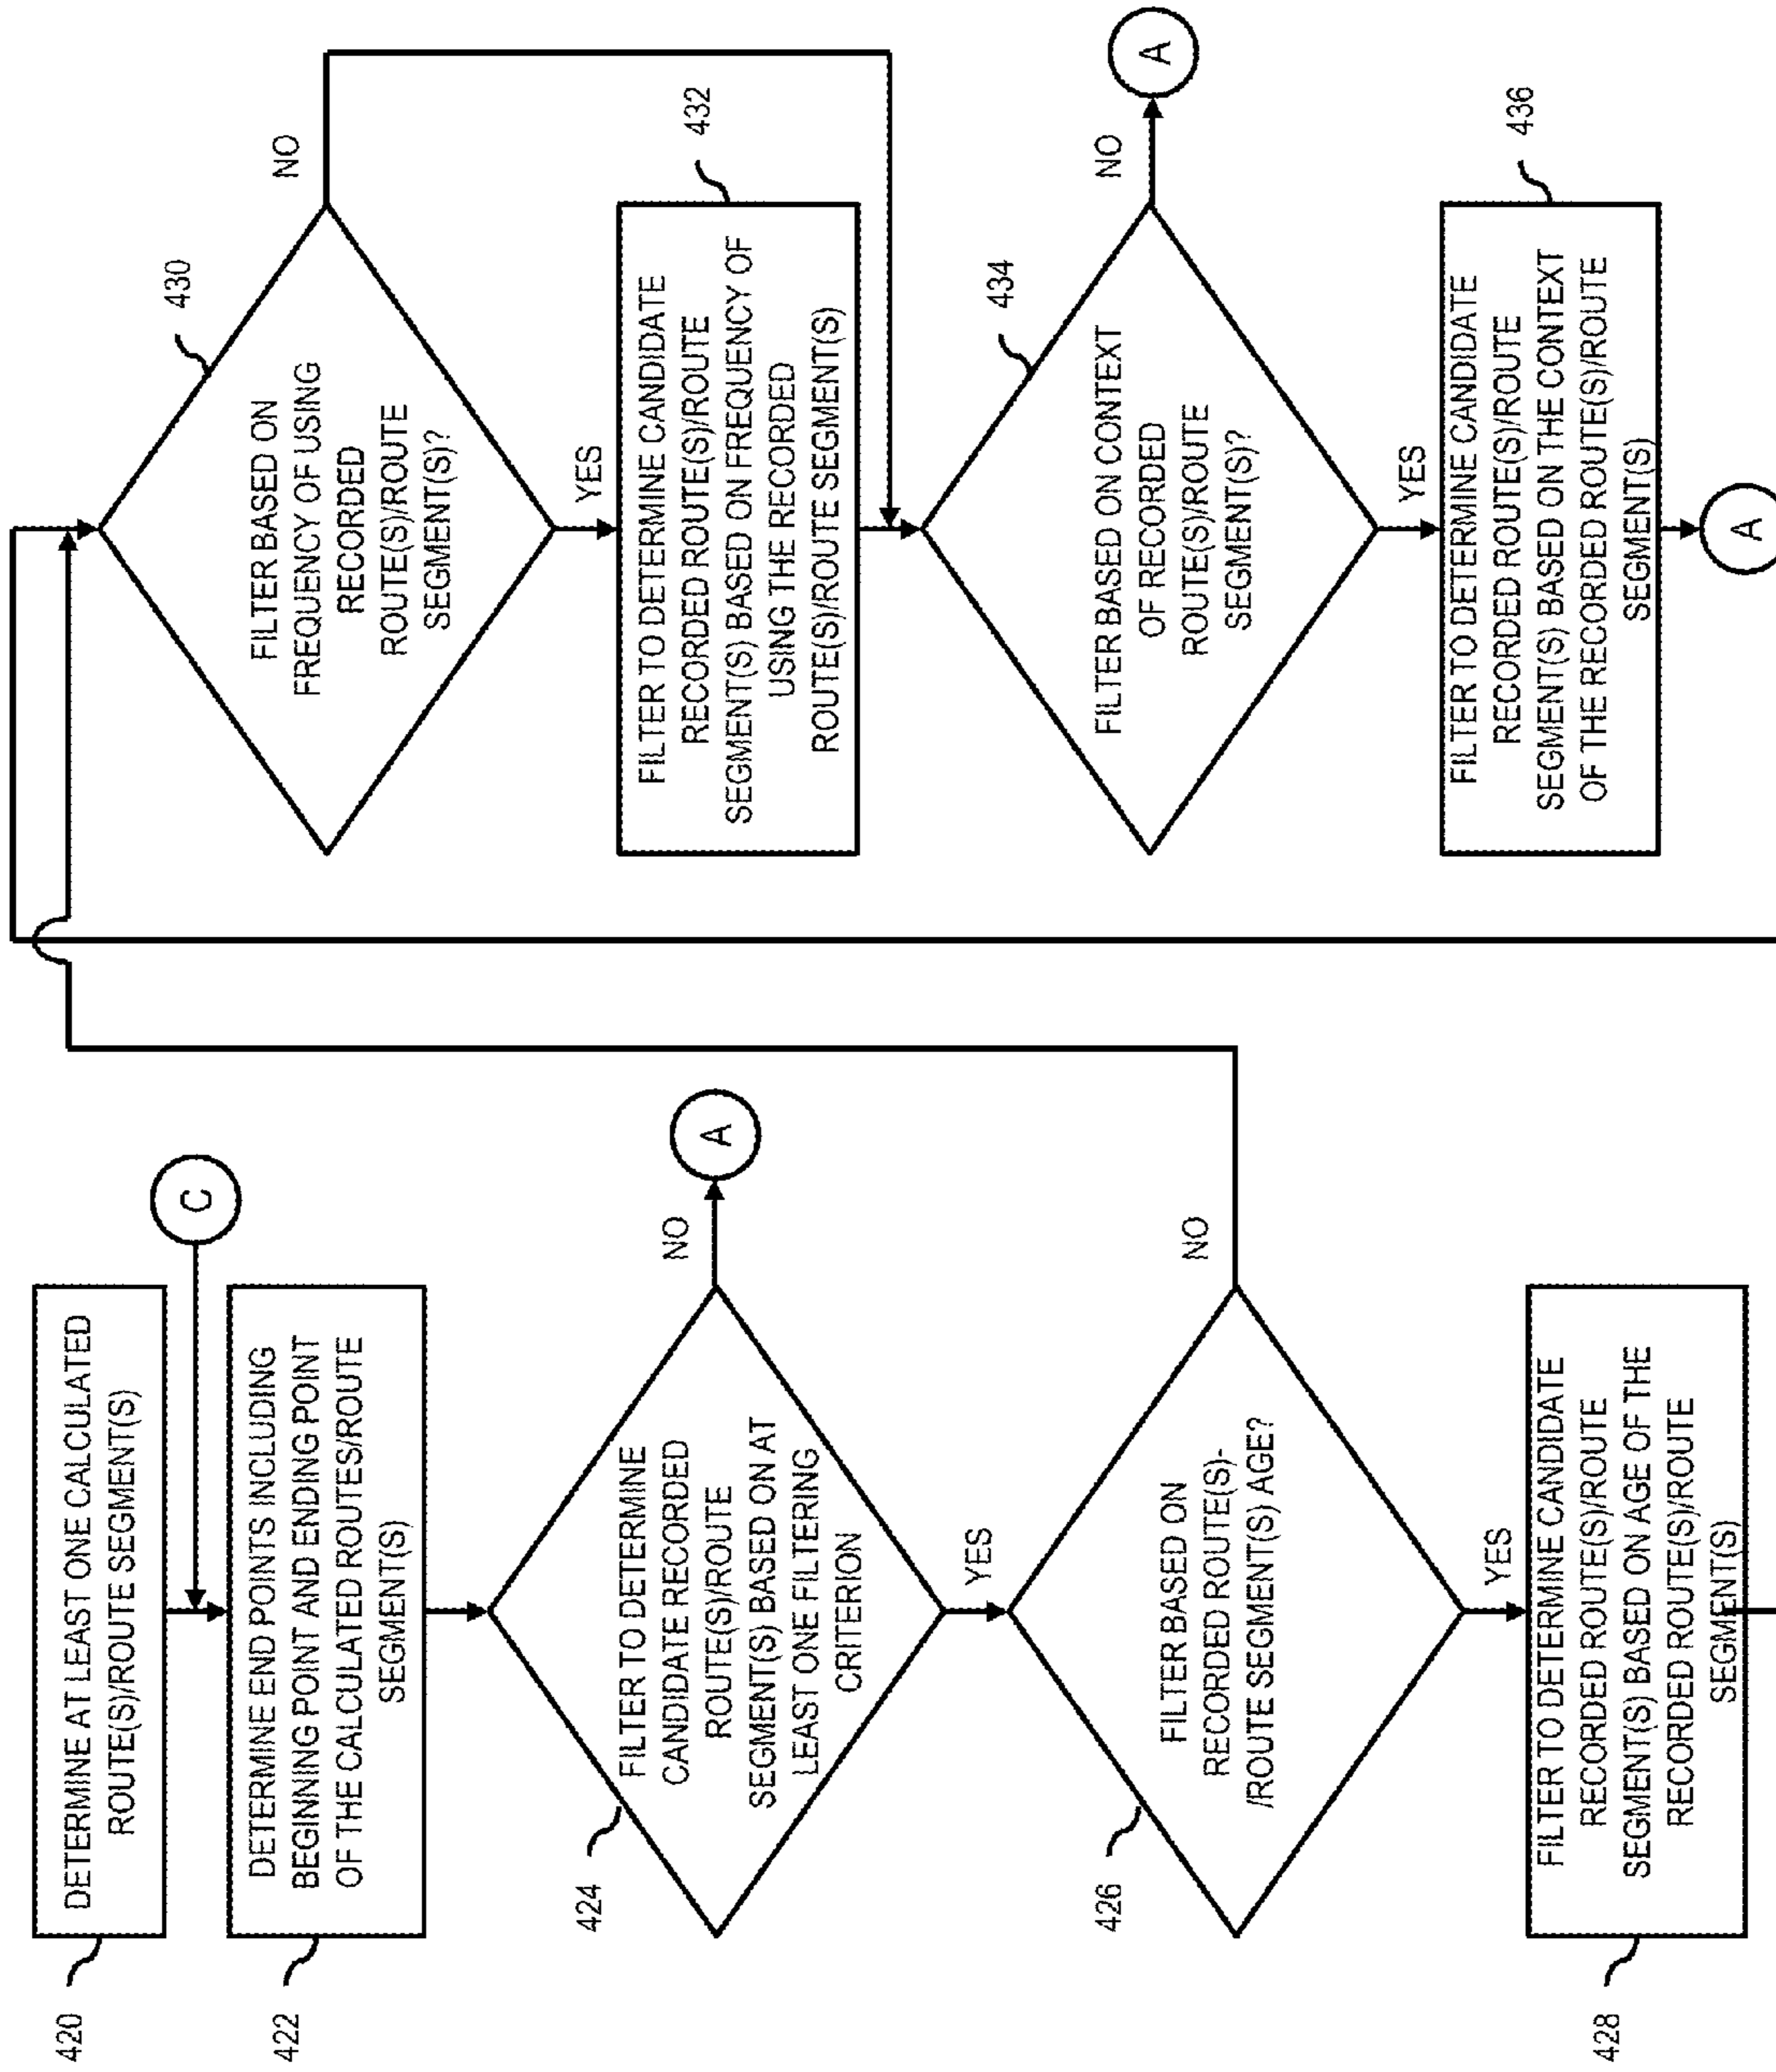 420
DETERMINE AT LEAST ONE CALCULATED
ROUTE(S)/ROUTE SEGMENT(S)
C
422
DETERMINE END POINTS INCLUDING
BEGINNING POINT AND ENDING POINT
OF THE CALCULATED ROUTES/ROUTE
SEGMENT(S)
424
FILTER TO DETERMINE
CANDIDATE RECORDED
ROUTE(S)/ROUTE
SEGMENT(S) BASED ON AT
LEAST ONE FILTERING
CRITERION
NO
A
YES
426
FILTER BASED ON
RECORDED ROUTE(S)-
/ROUTE SEGMENT(S) AGE?
NO
YES
428
FILTER TO DETERMINE CANDIDATE
RECORDED ROUTE(S)/ROUTE
SEGMENT(S) BASED ON AGE OF THE
RECORDED ROUTE(S)/ROUTE
SEGMENT(S)
430
FILTER BASED ON
FREQUENCY OF USING
RECORDED
ROUTE(S)/ROUTE
SEGMENT(S)?
NO
YES
432
FILTER TO DETERMINE CANDIDATE
RECORDED ROUTE(S)/ROUTE
SEGMENT(S) BASED ON FREQUENCY OF
USING THE RECORDED
ROUTE(S)/ROUTE SEGMENT(S)
434
FILTER BASED ON CONTEXT
OF RECORDED
ROUTE(S)/ROUTE
SEGMENT(S)?
NO
A
YES
436
FILTER TO DETERMINE CANDIDATE
RECORDED ROUTE(S)/ROUTE
SEGMENT(S) BASED ON THE CONTEXT
OF THE RECORDED ROUTE(S)/ROUTE
SEGMENT(S)
A